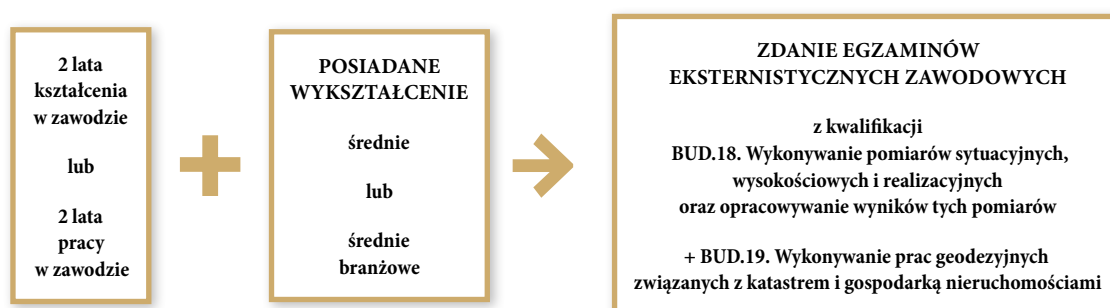 2 lata
kształcenia
w zawodzie
lub
2 lata
pracy
w zawodzie
POSIADANE
WYKSZTAŁCENIE
średnie
lub
średnie
branżowe
ZDANIE EGZAMINÓW
EKSTERNISTYCZNYCH ZAWODOWYCH
z kwalifikacji
BUD.18. Wykonywanie pomiarów sytuacyjnych,
wysokościowych i realizacyjnych
oraz opracowywanie wyników tych pomiarów
+ BUD.19. Wykonywanie prac geodezyjnych
związanych z katastrem i gospodarką nieruchomościami